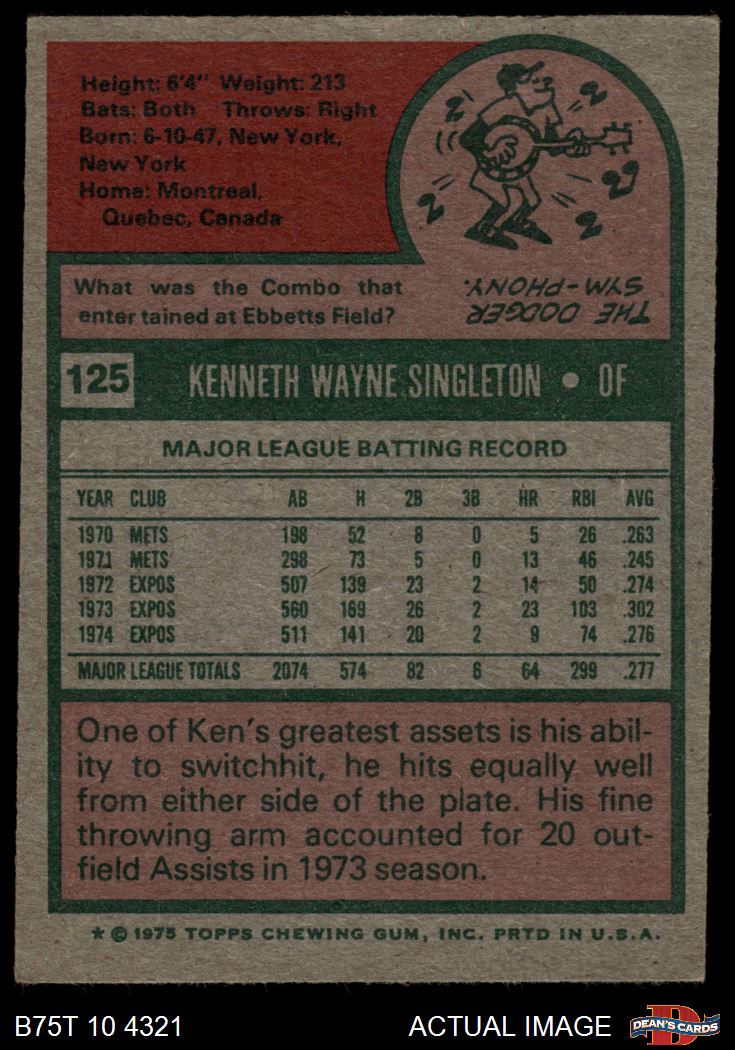 Height: 6'4" Weight: 213
Bats: Both Throws: Right
Born: 6-10-47, New York,
New York
Home: Montreal,
Quebec, Canada
What was the Combo that
entertained at Ebbetts Field?
THE DODGER
SYM-PHONY.
125
KENNETH WAYNE SINGLETON • OF
MAJOR LEAGUE BATTING RECORD
YEAR CLUB AB H 2B 3B HR RBI AVG
1970 METS 198 52 8 0 5 26 .263
1971 METS 298 73 5 0 13 46 .245
1972 EXPOS 507 139 23 2 14 50 .274
1973 EXPOS 560 169 26 2 23 103 .302
1974 EXPOS 511 141 20 2 9 74 .276
MAJOR LEAGUE TOTALS 2074 574 82 6 64 299 .277
One of Ken's greatest assets is his abil-
ity to switchhit, he hits equally well
from either side of the plate. His fine
throwing arm accounted for 20 out-
field Assists in 1973 season.
* © 1975 TOPPS CHEWING GUM, INC. PRTD IN U.S.A.
B75T 10 4321 ACTUAL IMAGE
DEAN'S CARDS